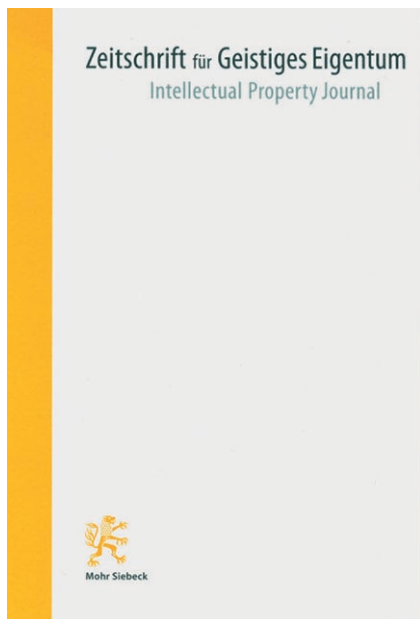 Zeitschrift für Geistiges Eigentum
Intellectual Property Journal
Mohr Siebeck